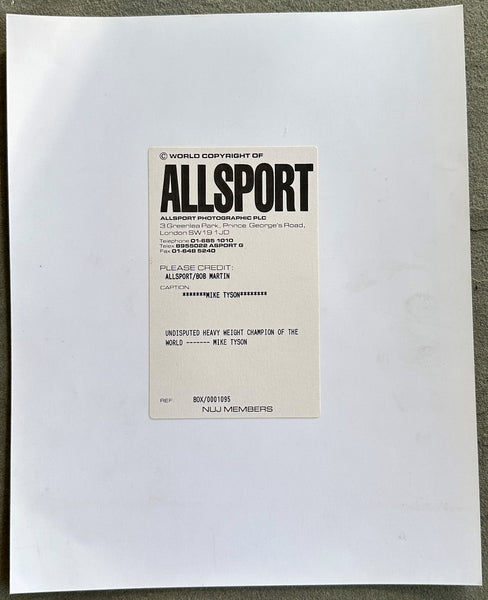 © WORLD COPYRIGHT OF
ALLSPORT
ALLSPORT PHOTOGRAPHIC PLC
3 Greenlea Park, Prince George's Road,
London SW19 1JD
Telephone 01-685 1010
Telex 8955022 ASPORT G
Fax 01-648 5240
PLEASE CREDIT:
ALLSPORT/BOB MARTIN
CAPTION:
*******MIKE TYSON********
UNDISPUTED HEAVY WEIGHT CHAMPION OF THE
WORLD ------- MIKE TYSON
REF: BOX/0001095
NUJ MEMBERS